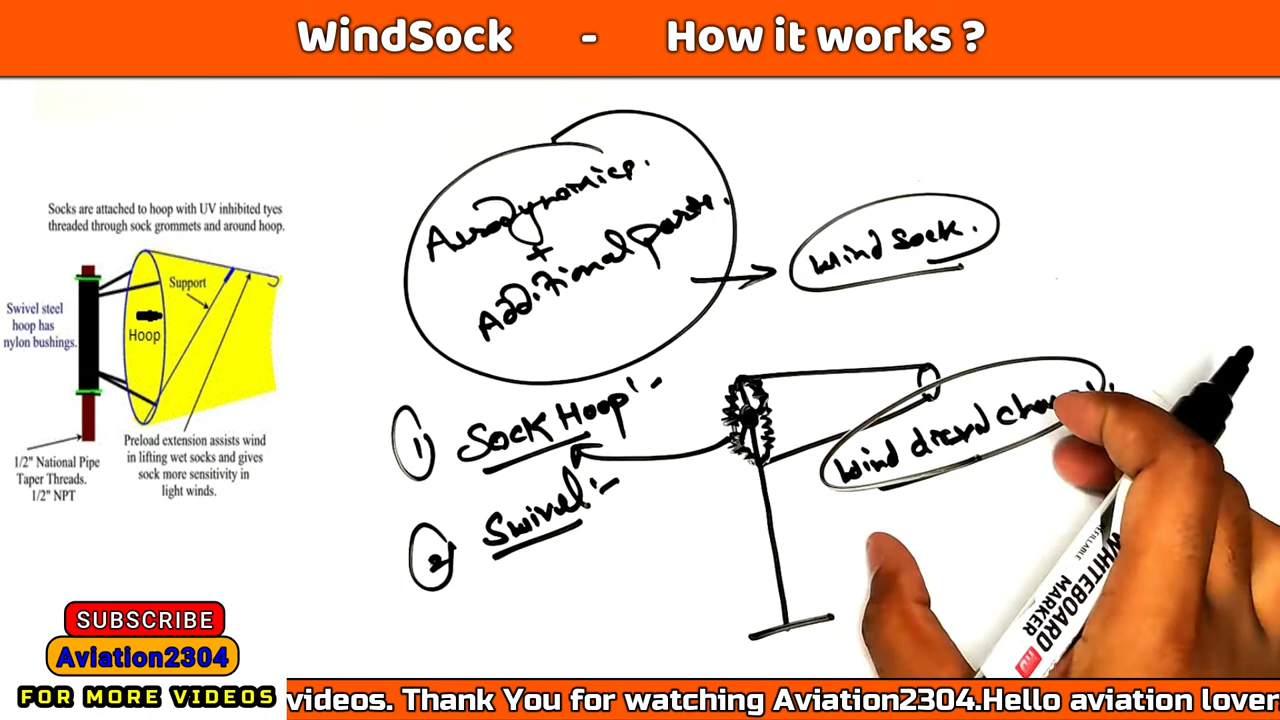 WindSock - How it works ?
Socks are attached to hoop with UV inhibited tyes
threaded through sock grommets and around hoop.
Support
Swivel steel
hoop has
nylon bushings.
Hoop
1/2" National Pipe
Taper Threads.
1/2" NPT
Preload extension assists wind
in lifting wet socks and gives
sock more sensitivity in
light winds.
Aerodynamics.
+
Additional parts.
Wind Sock.
1) Sock Hoop :-
2) Swivel :-
Wind
WHITEBOARD
MARKER
REFILLABLE
SUBSCRIBE
Aviation2304
FOR MORE VIDEOS
videos. Thank You for watching Aviation2304.Hello aviation lover